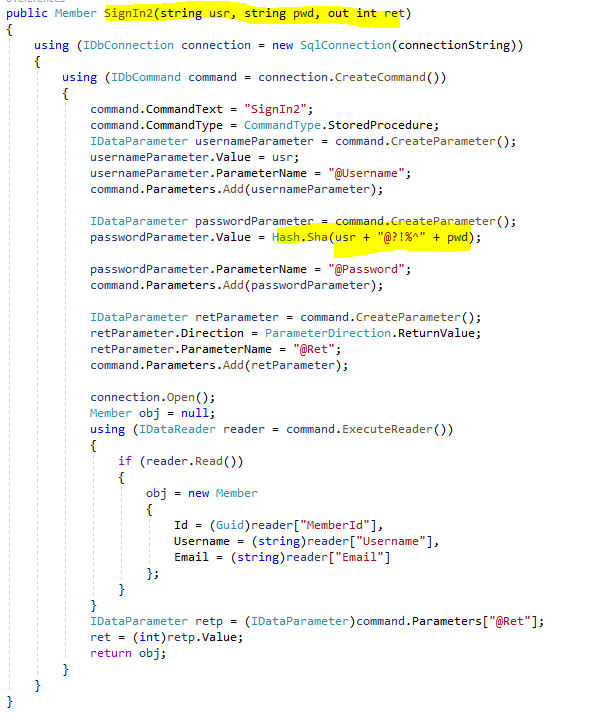 public Member SignIn2(string usr, string pwd, out int ret)
{
using (IDbConnection connection = new SqlConnection(connectionString))
{
using (IDbCommand command = connection.CreateCommand())
{
command.CommandText = "SignIn2";
command.CommandType = CommandType.StoredProcedure;
IDataParameter usernameParameter = command.CreateParameter();
usernameParameter.Value = usr;
usernameParameter.ParameterName = "@Username";
command.Parameters.Add(usernameParameter);
IDataParameter passwordParameter = command.CreateParameter();
passwordParameter.Value = Hash.Sha(usr + "@?!%^" + pwd);
passwordParameter.ParameterName = "@Password";
command.Parameters.Add(passwordParameter);
IDataParameter retParameter = command.CreateParameter();
retParameter.Direction = ParameterDirection.ReturnValue;
retParameter.ParameterName = "@Ret";
command.Parameters.Add(retParameter);
connection.Open();
Member obj = null;
using (IDataReader reader = command.ExecuteReader())
{
if (reader.Read())
{
obj = new Member
{
Id = (Guid)reader["MemberId"],
Username = (string)reader["Username"],
Email = (string)reader["Email"]
};
}
}
IDataParameter retp = (IDataParameter)command.Parameters["@Ret"];
ret = (int)retp.Value;
return obj;
}
}
}